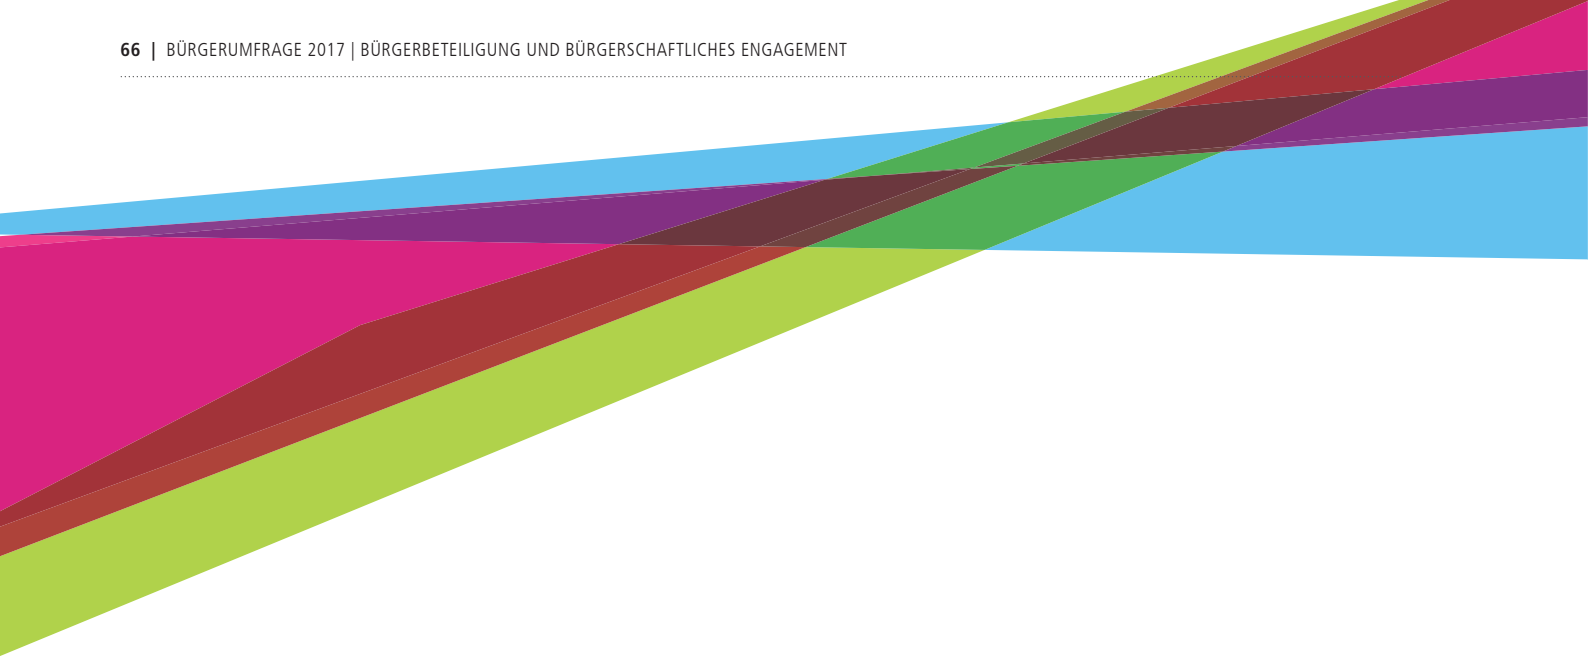 66 | BÜRGERUMFRAGE 2017 | BÜRGERBETEILIGUNG UND BÜRGERSCHAFTLICHES ENGAGEMENT